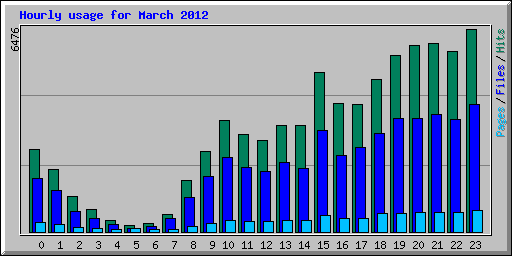 Hourly usage for March 2012
6476
Pages / Files / Hits
0 1 2 3 4 5 6 7 8 9 10 11 12 13 14 15 16 17 18 19 20 21 22 23